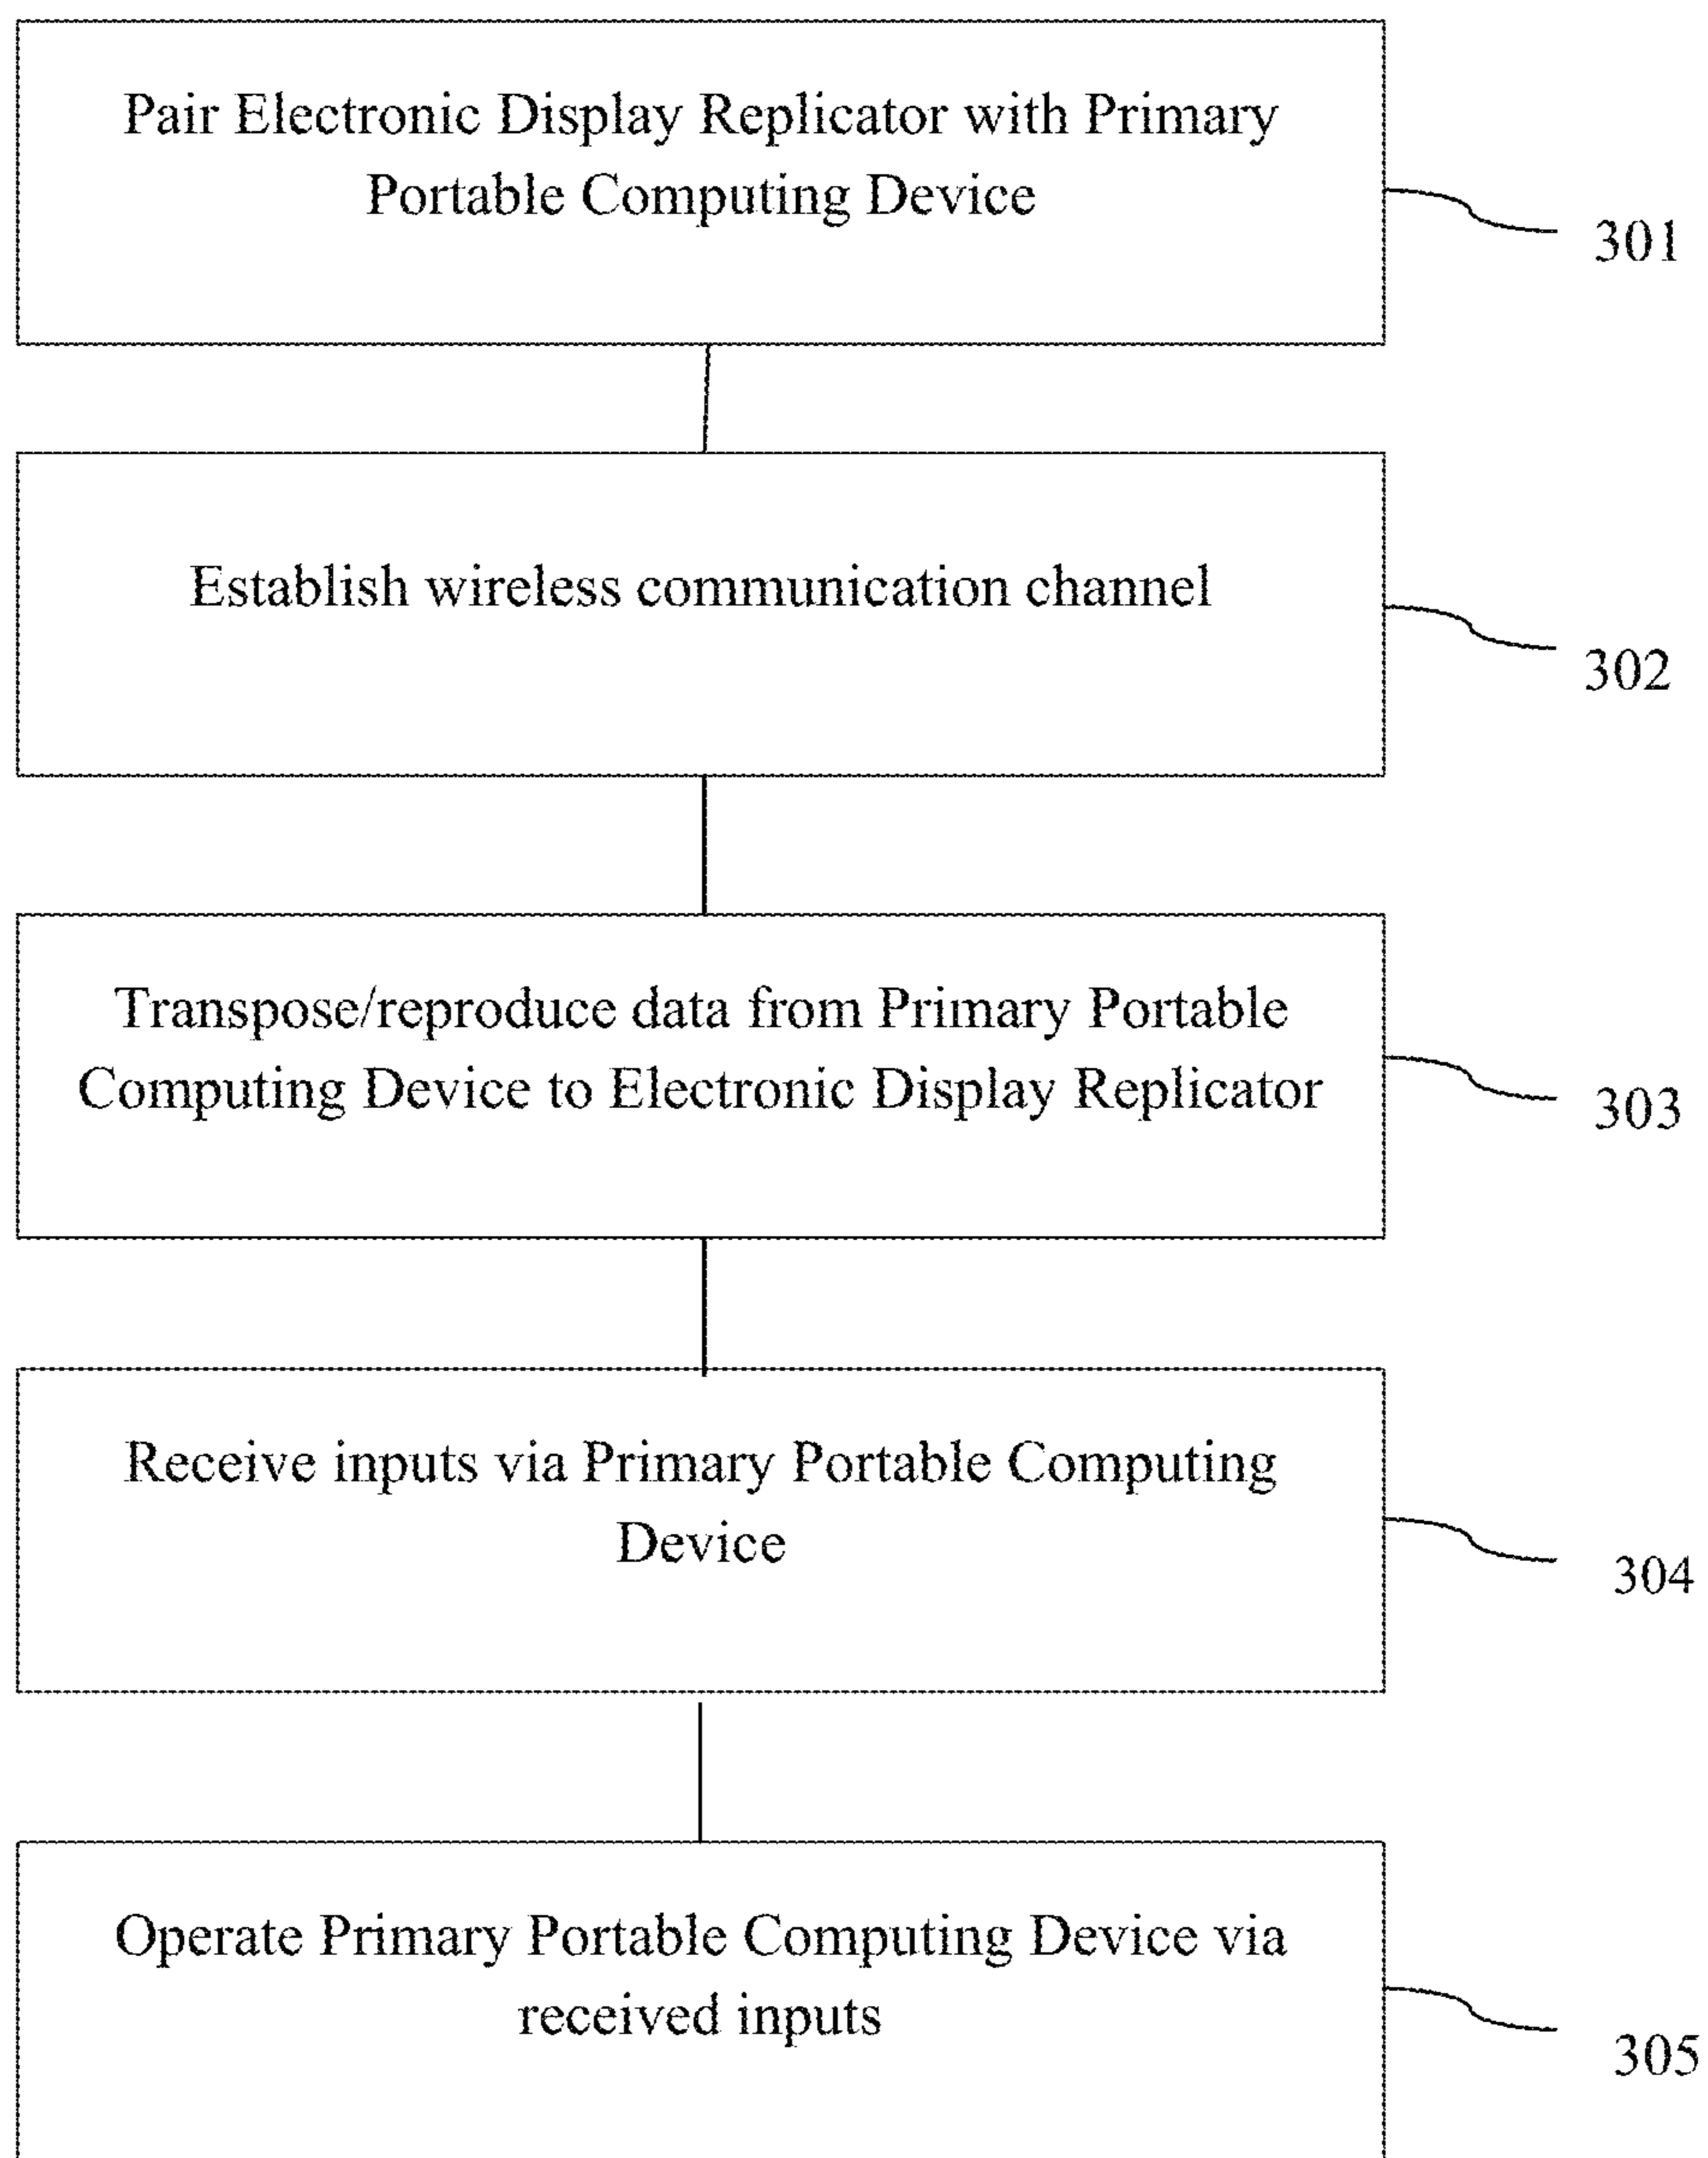 Pair Electronic Display Replicator with Primary
Portable Computing Device
301
Establish wireless communication channel
302
Transpose/reproduce data from Primary Portable
Computing Device to Electronic Display Replicator
303
Receive inputs via Primary Portable Computing
Device
304
Operate Primary Portable Computing Device via
received inputs
305